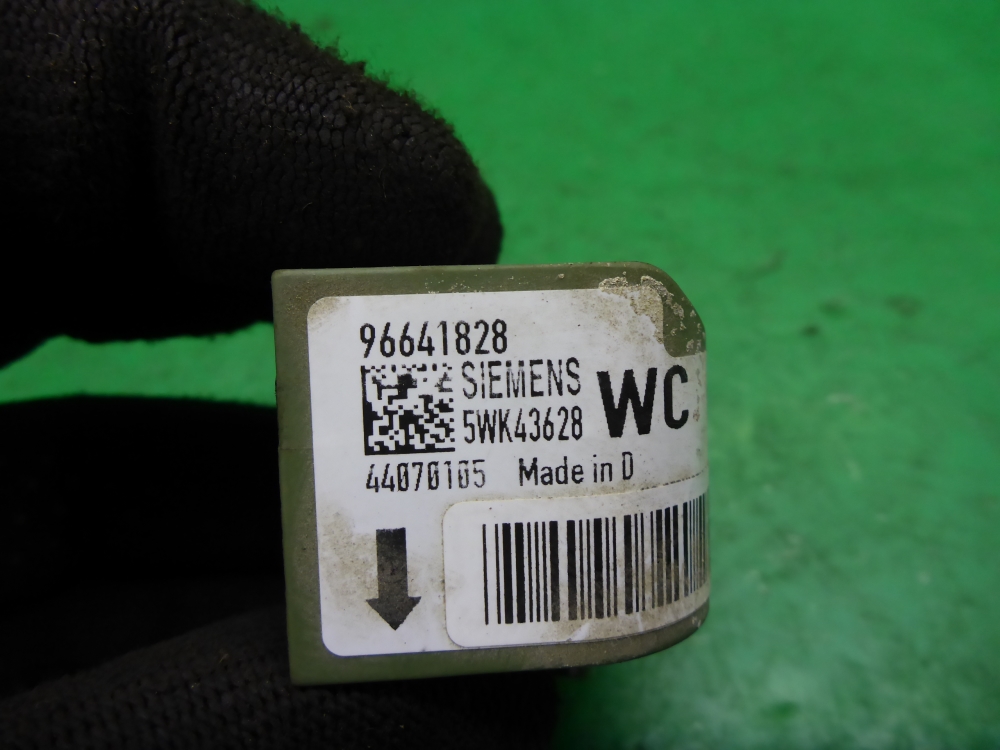 96641828
SIEMENS
5WK43628
WC
44070105 Made in D